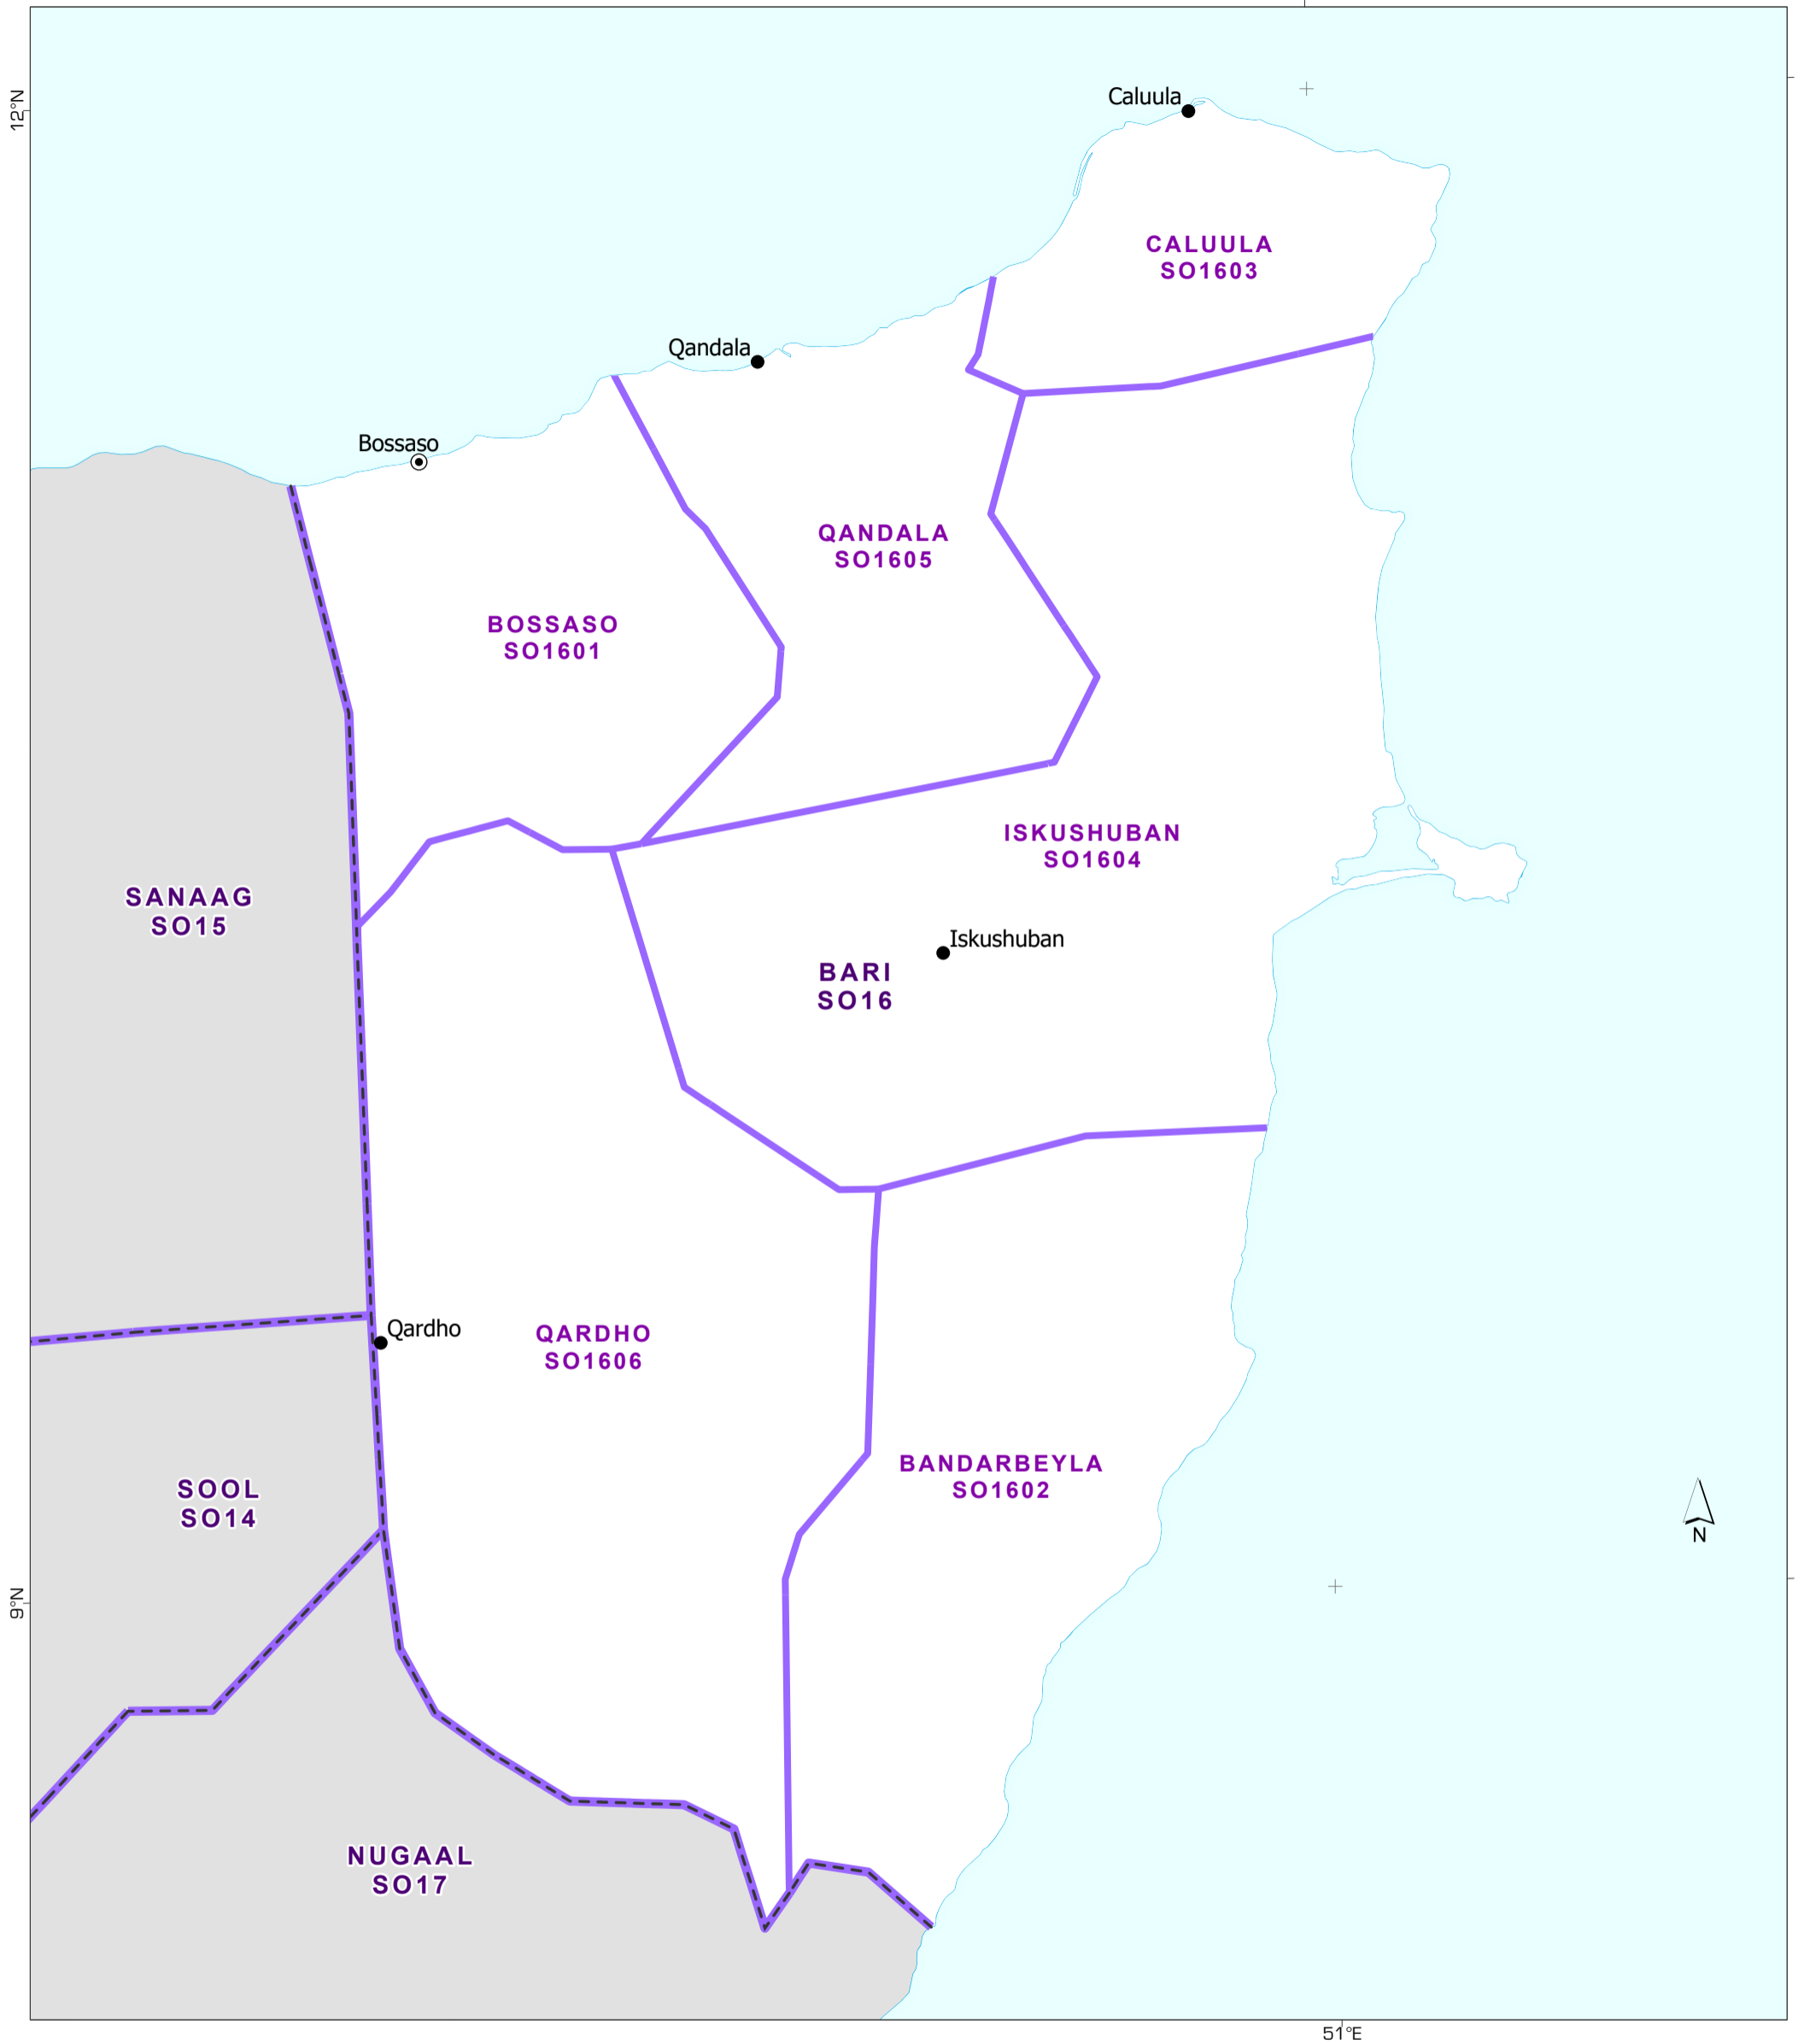 12°N
Caluula
CALUULA
SO1603
Qandala
Bossaso
QANDALA
SO1605
BOSSASO
SO1601
ISKUSHUBAN
SO1604
SANAAG
SO15
Iskushuban
BARI
SO16
Qardho
QARDHO
SO1606
BANDARBEYLA
SO1602
SOOL
SO14
N
9°N
NUGAAL
SO17
51°E